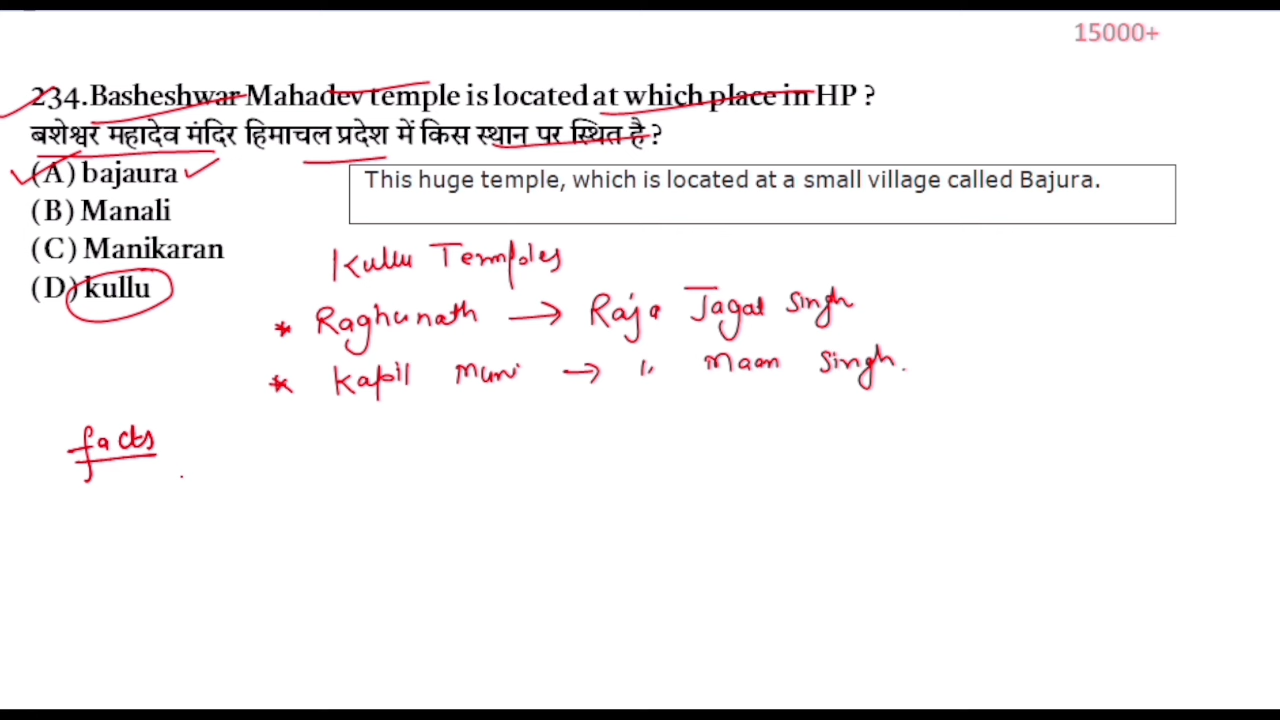 15000+
234.Basheshwar Mahadev temple is located at which place in HP ?
बशेश्वर महादेव मंदिर हिमाचल प्रदेश में किस स्थान पर स्थित है ?
(A) bajaura
This huge temple, which is located at a small village called Bajura.
(B) Manali
(C) Manikaran
(D) kullu
Kullu Temples
* Raghunath → Raja Jagat Singh
* Kapil Muni → " Maan Singh.
facts